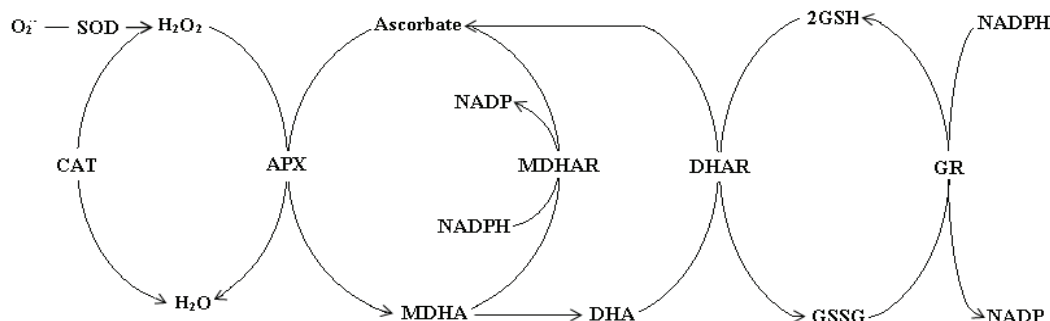 O₂·⁻ SOD H₂O₂ Ascorbate 2GSH NADPH
NADP
CAT APX MDHAR DHAR GR
NADPH
H₂O MDHA DHA GSSG NADP